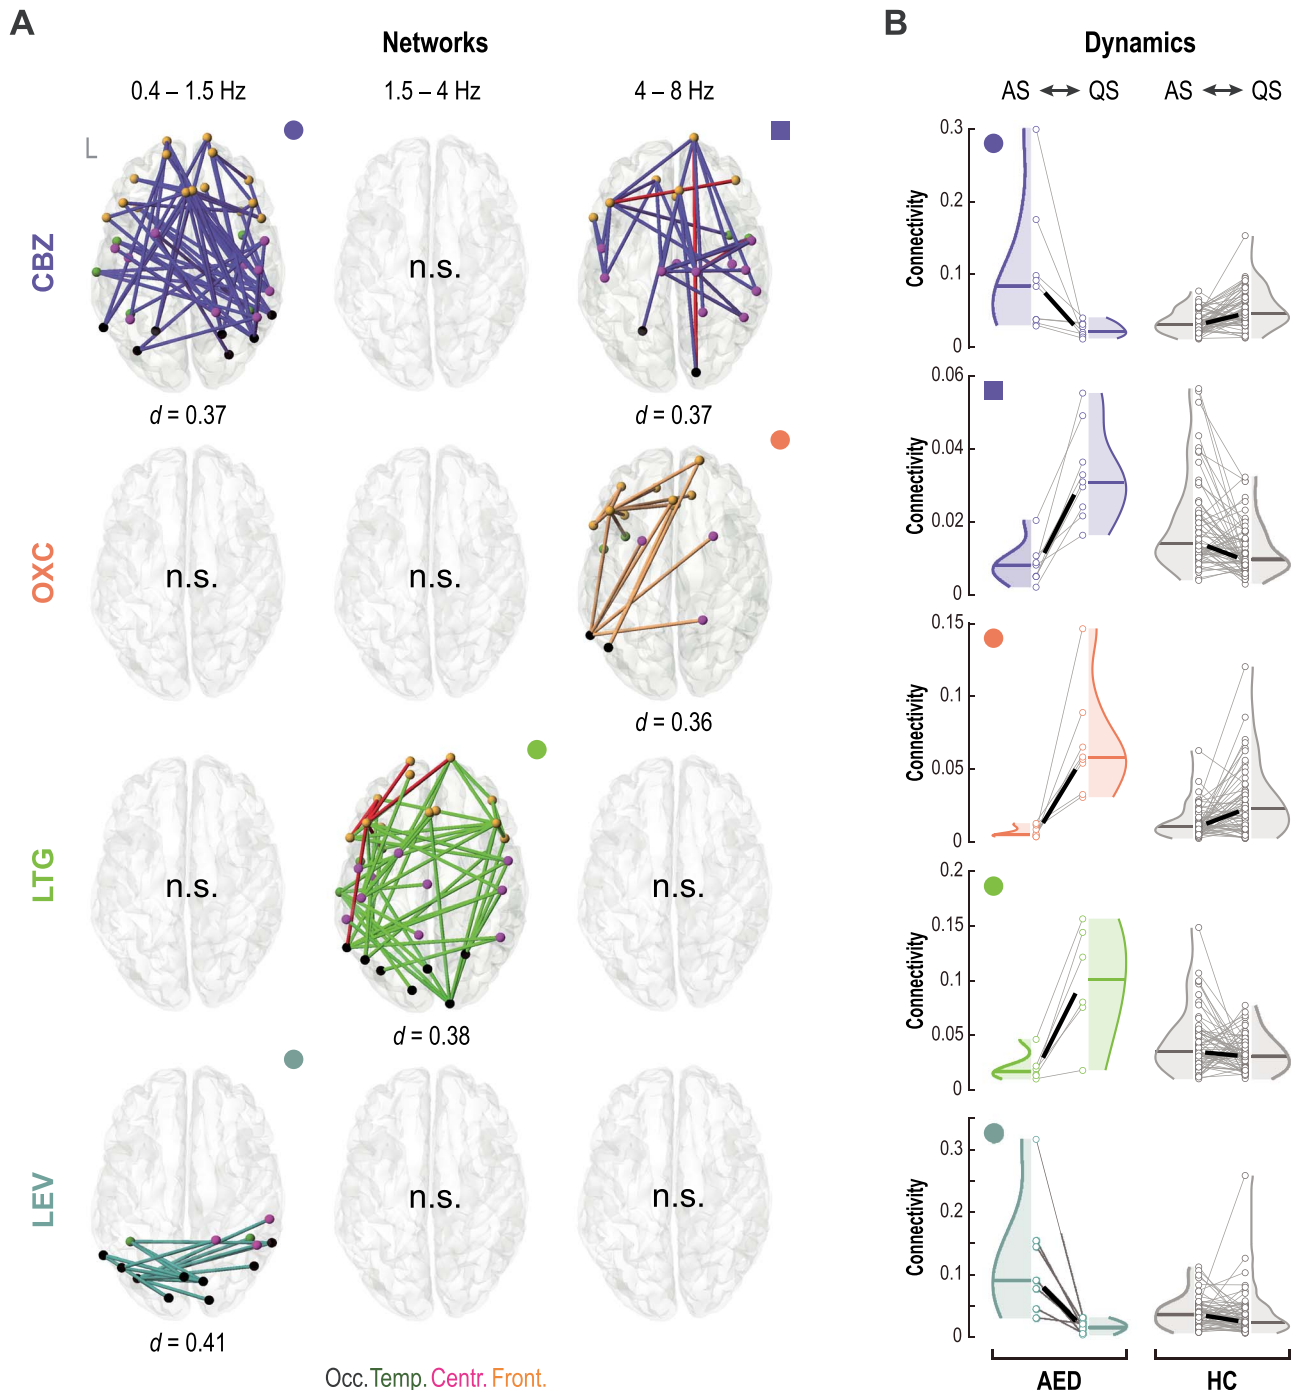 A
Networks
0.4 – 1.5 Hz
1.5 – 4 Hz
4 – 8 Hz
L
CBZ
n.s.
d = 0.37
d = 0.37
OXC
n.s.
n.s.
d = 0.36
LTG
n.s.
n.s.
d = 0.38
LEV
n.s.
n.s.
d = 0.41
Occ. Temp. Centr. Front.
B
Dynamics
AS ↔ QS
AS ↔ QS
Connectivity
0.3
0.2
0.1
0
Connectivity
0.06
0.04
0.02
0
Connectivity
0.15
0.1
0.05
0
Connectivity
0.2
0.15
0.1
0.05
0
Connectivity
0.3
0.2
0.1
0
AED
HC